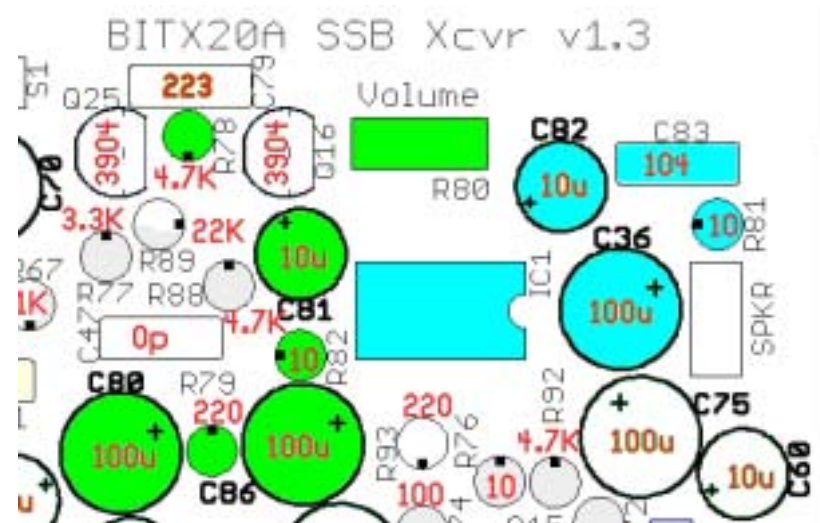 BITX20A SSB Xcvr v1.3
S1
Q25
223
C79
Volume
3904
R78
3904
Q16
C82
C83
104
C70
4.7K
R80
10u
10
R81
3.3K
22K
C36
R89
10u
IC1
R77
R88
100u
SPKR
1K
C81
C47
0p
4.7K
10
R82
C80
R79
220
220
R92
C75
100u
100u
R93
R76
4.7K
100u
C86
100
10
10u
C60